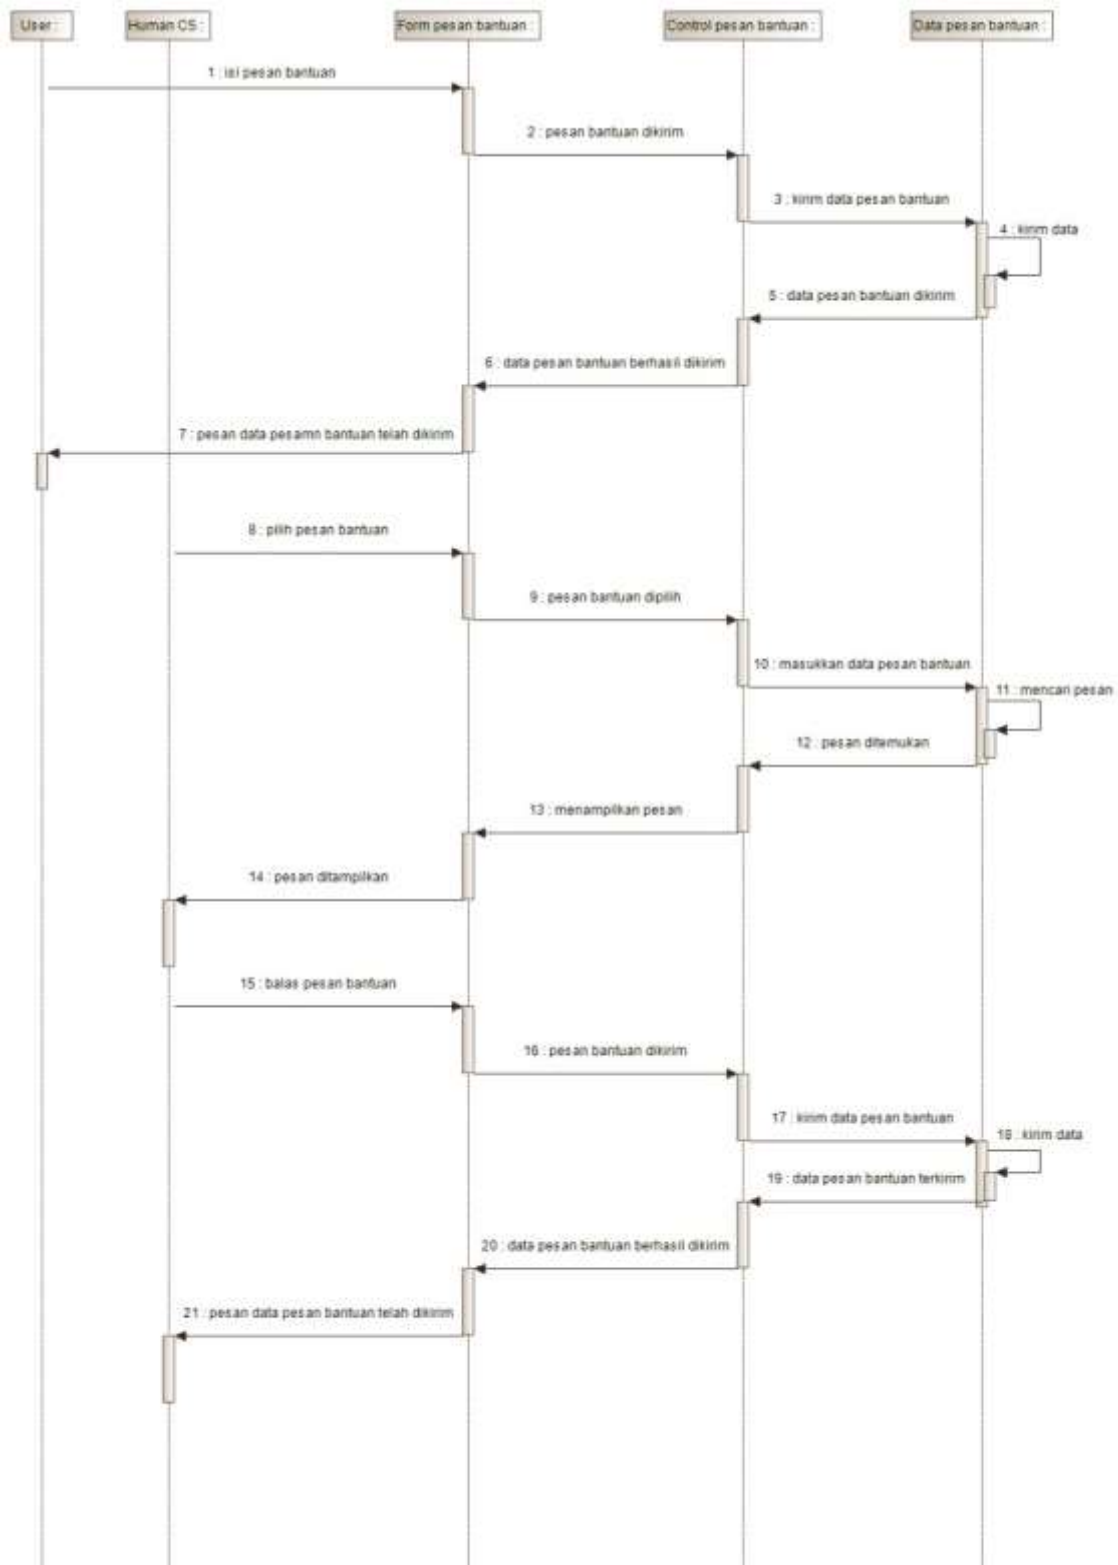 User :
Human CS :
Form pesan bantuan :
Control pesan bantuan :
Data pesan bantuan :
1 : isi pesan bantuan
2 : pesan bantuan dikirim
3 : kirim data pesan bantuan
4 : kirim data
5 : data pesan bantuan dikirim
6 : data pesan bantuan berhasil dikirim
7 : pesan data pesamn bantuan telah dikirim
8 : pilih pesan bantuan
9 : pesan bantuan dipilih
10 : masukkan data pesan bantuan
11 : mencari pesan
12 : pesan ditemukan
13 : menampilkan pesan
14 : pesan ditampilkan
15 : balas pesan bantuan
16 : pesan bantuan dikirim
17 : kirim data pesan bantuan
18 : kirim data
19 : data pesan bantuan terkirim
20 : data pesan bantuan berhasil dikirim
21 : pesan data pesan bantuan telah dikirim